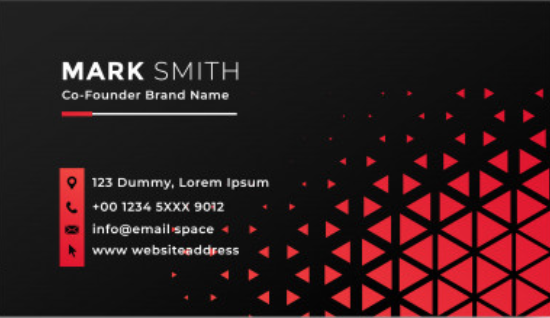 MARK SMITH
Co-Founder Brand Name
123 Dummy, Lorem Ipsum
+00 1234 5XXX 9012
info@email space
www websiteaddress